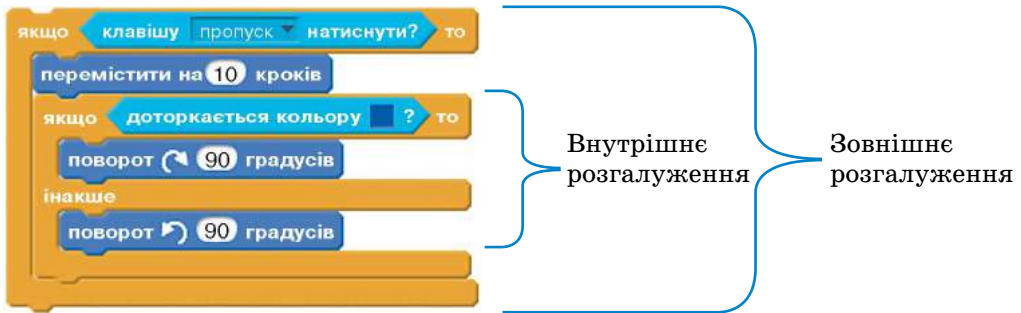 якщо клавішу пропуск натиснути? то
перемістити на 10 кроків
якщо доторкається кольору ? то
поворот 90 градусів
інакше
поворот 90 градусів
Внутрішнє
розгалуження
Зовнішнє
розгалуження